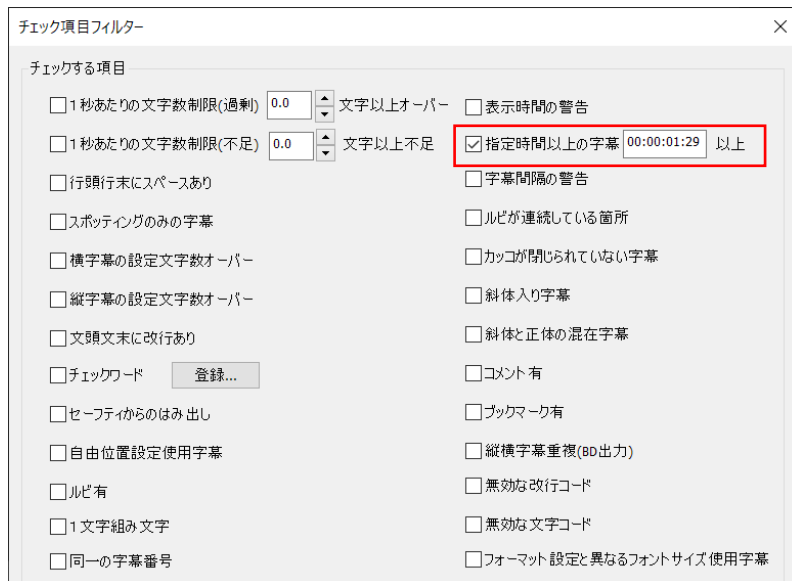 チェック項目フィルター
チェックする項目
1秒あたりの文字数制限(過剰) 0.0 文字以上オーバー
1秒あたりの文字数制限(不足) 0.0 文字以上不足
行頭行末にスペースあり
スポッティングのみの字幕
横字幕の設定文字数オーバー
縦字幕の設定文字数オーバー
文頭文末に改行あり
チェックワード 登録...
セーフティからのはみ出し
自由位置設定使用字幕
ルビ有
1文字組み文字
同一の字幕番号
表示時間の警告
指定時間以上の字幕 00:00:01:29 以上
字幕間隔の警告
ルビが連続している箇所
カッコが閉じられていない字幕
斜体入り字幕
斜体と正体の混在字幕
コメント有
ブックマーク有
縦横字幕重複(BD出力)
無効な改行コード
無効な文字コード
フォーマット設定と異なるフォントサイズ使用字幕